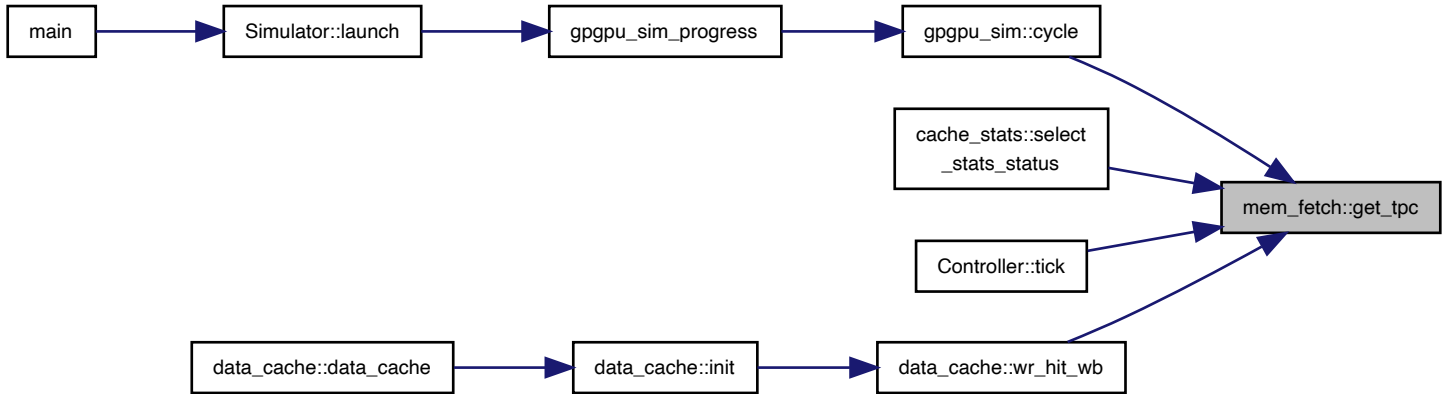 main
Simulator::launch
gpgpu_sim_progress
gpgpu_sim::cycle
cache_stats::select
_stats_status
mem_fetch::get_tpc
Controller::tick
data_cache::data_cache
data_cache::init
data_cache::wr_hit_wb